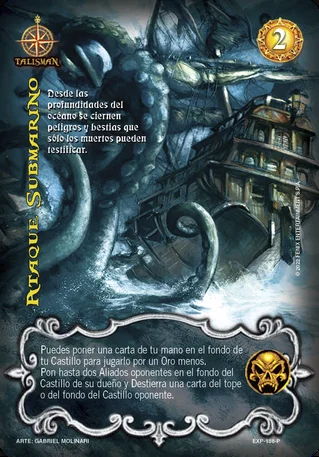 TALISMAN
2
ATAQUE SUBMARINO
Desde las
profundidades del
océano se ciernen
peligros y bestias que
sólo los muertos pueden
testificar.
Puedes poner una carta de tu mano en el fondo de
tu Castillo para jugarlo por un Oro menos.
Pon hasta dos Aliados oponentes en el fondo del
Castillo de su dueño y Destierra una carta del tope
o del fondo del Castillo oponente.
ARTE: GABRIEL MOLINARI
EXP-188-P